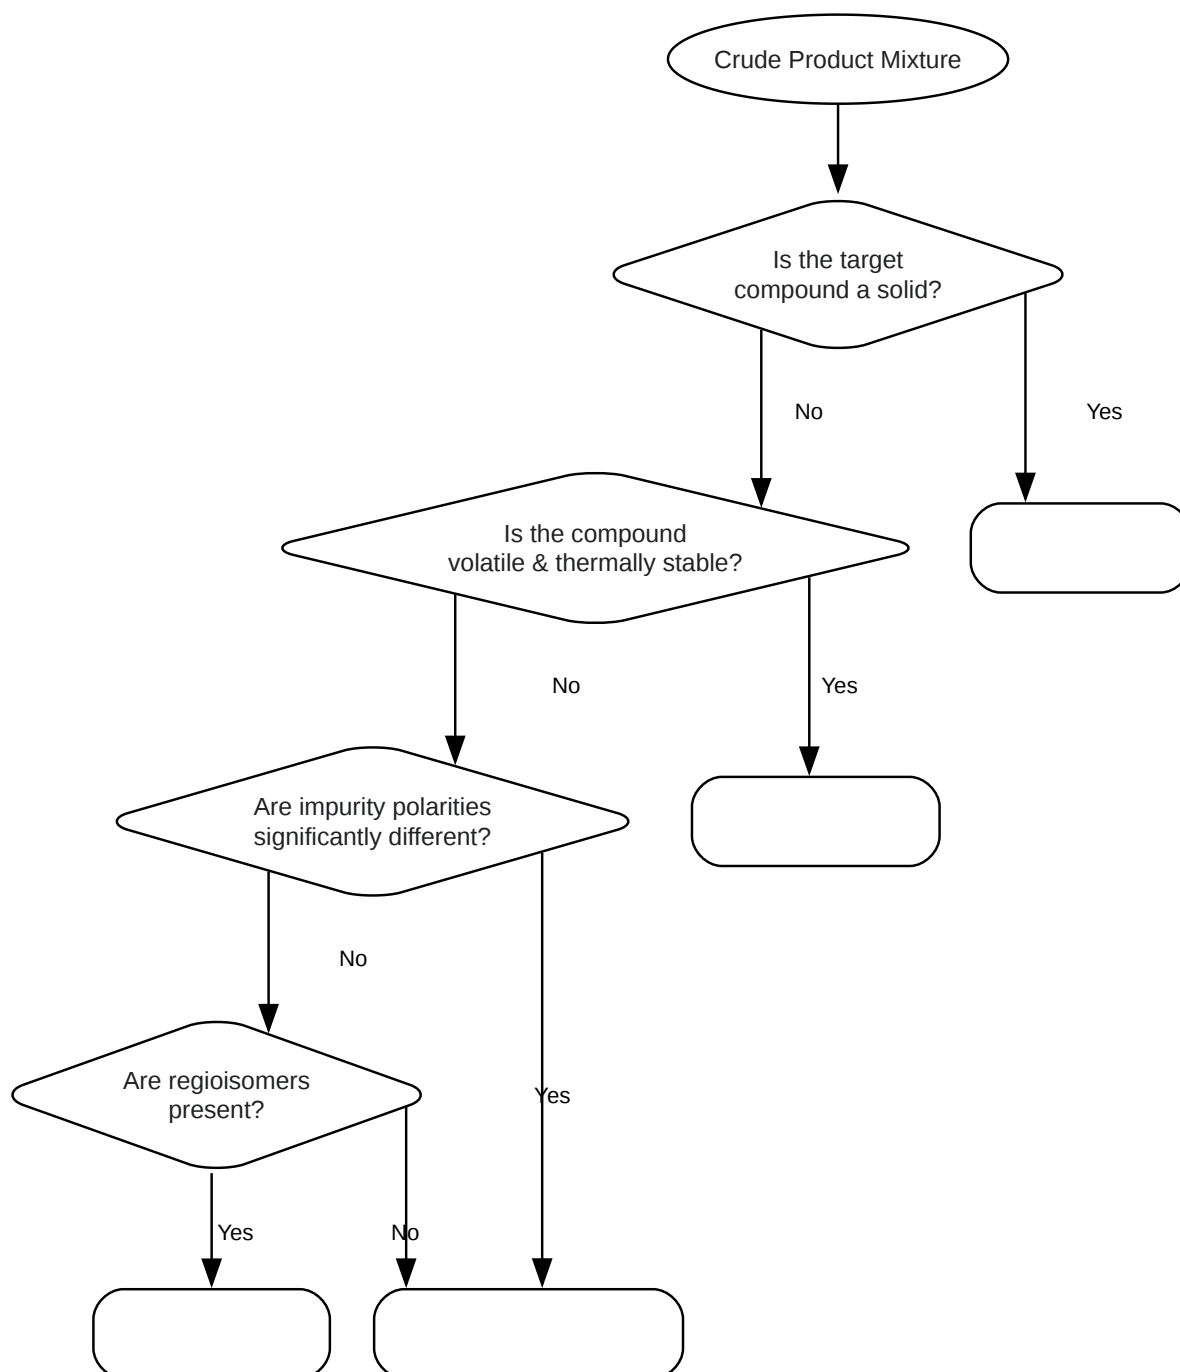 Crude Product Mixture
Is the target
compound a solid?
No
Yes
Is the compound
volatile & thermally stable?
No
Yes
Are impurity polarities
significantly different?
No
Are regioisomers
present?
Yes
Yes
No